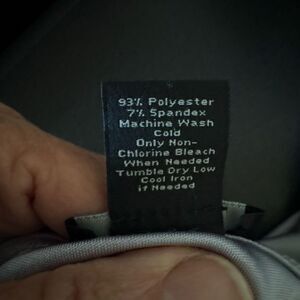 93% Polyester
7% Spandex
Machine Wash
Cold
Only Non-
Chlorine Bleach
When Needed
Tumble Dry Low
Cool Iron
if Needed